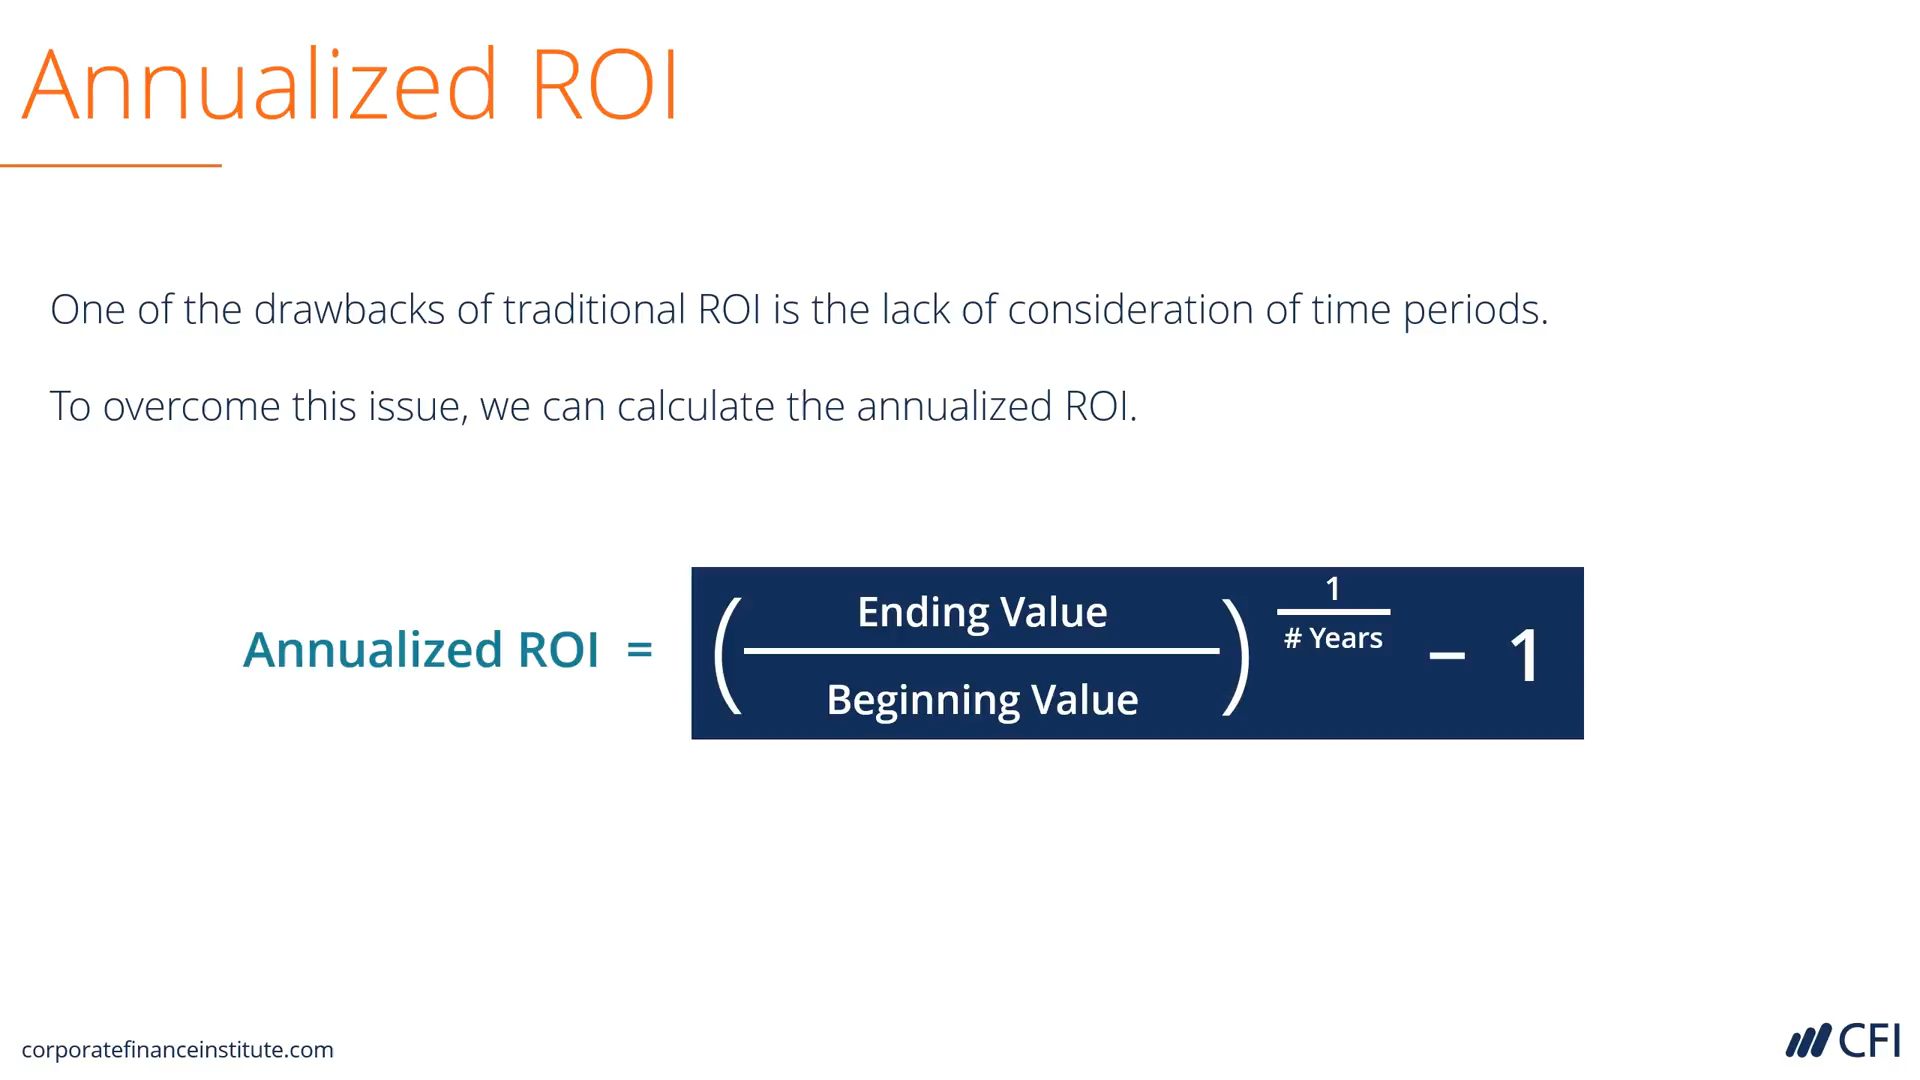 Annualized ROI
One of the drawbacks of traditional ROI is the lack of consideration of time periods.
To overcome this issue, we can calculate the annualized ROI.
Annualized ROI = ( Ending Value / Beginning Value ) 1 / # Years – 1
corporatefinanceinstitute.com
CFI